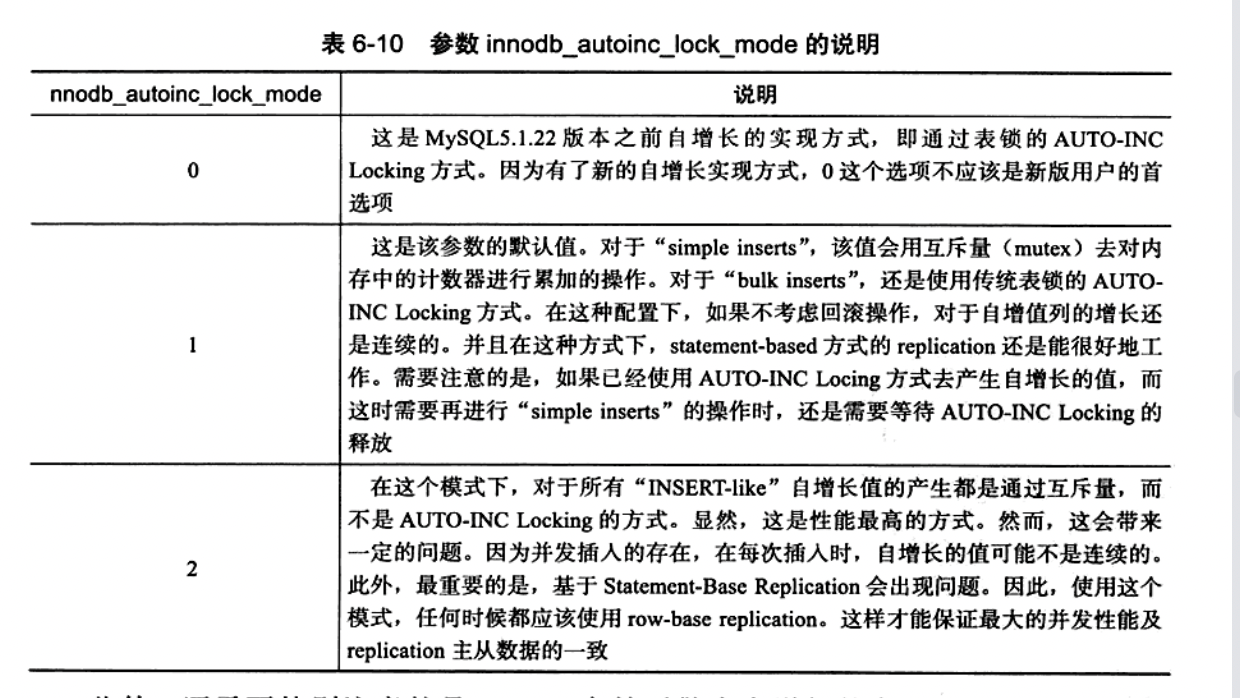 表 6-10 参数 innodb_autoinc_lock_mode 的说明
nnodb_autoinc_lock_mode
说明
0
这是 MySQL5.1.22 版本之前自增长的实现方式，即通过表锁的 AUTO-INC
Locking 方式。因为有了新的自增长实现方式，0 这个选项不应该是新版用户的首
选项
1
这是该参数的默认值。对于“simple inserts”，该值会用互斥量（mutex）去对内
存中的计数器进行累加的操作。对于“bulk inserts”，还是使用传统表锁的 AUTO-
INC Locking 方式。在这种配置下，如果不考虑回滚操作，对于自增值列的增长还
是连续的。并且在这种方式下，statement-based 方式的 replication 还是能很好地工
作。需要注意的是，如果已经使用 AUTO-INC Locing 方式去产生自增长的值，而
这时需要再进行“simple inserts”的操作时，还是需要等待 AUTO-INC Locking 的
释放
2
在这个模式下，对于所有“INSERT-like”自增长值的产生都是通过互斥量，而
不是 AUTO-INC Locking 的方式。显然，这是性能最高的方式。然而，这会带来
一定的问题。因为并发插入的存在，在每次插入时，自增长的值可能不是连续的。
此外，最重要的是，基于 Statement-Base Replication 会出现问题。因此，使用这个
模式，任何时候都应该使用 row-base replication。这样才能保证最大的并发性能及
replication 主从数据的一致